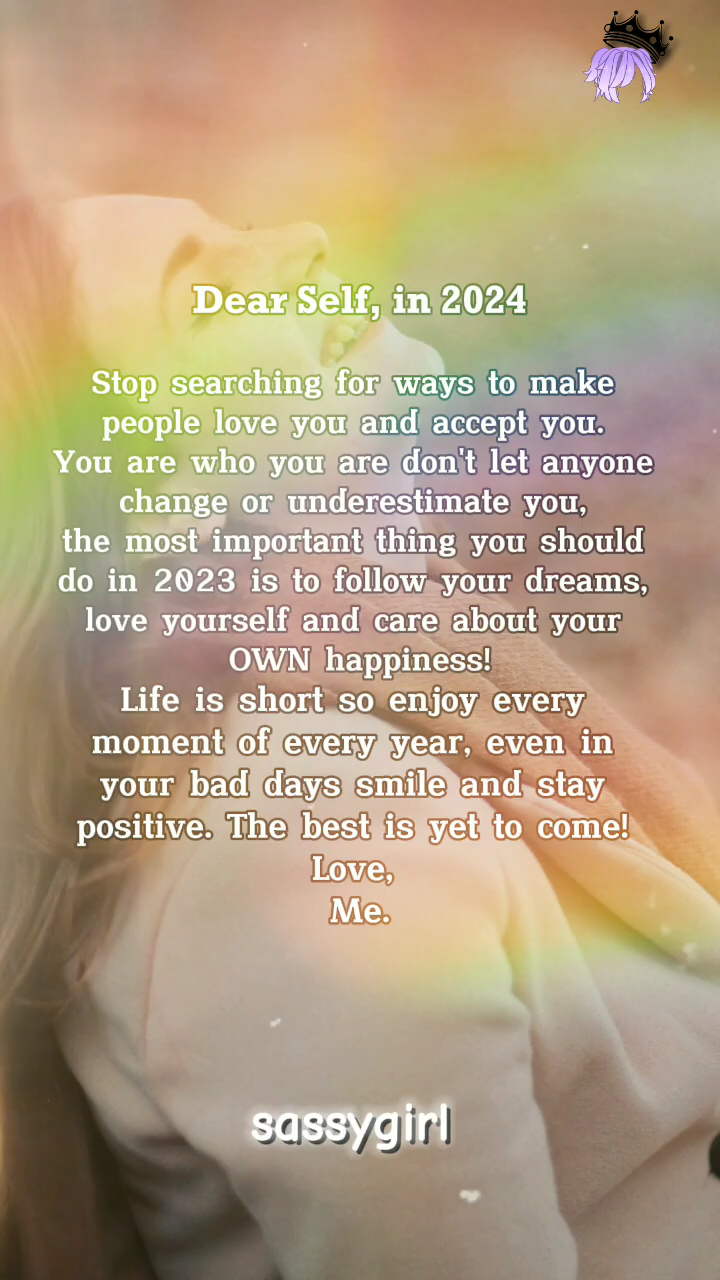 Dear Self, in 2024
Stop searching for ways to make
people love you and accept you.
You are who you are don't let anyone
change or underestimate you,
the most important thing you should
do in 2023 is to follow your dreams,
love yourself and care about your
OWN happiness!
Life is short so enjoy every
moment of every year, even in
your bad days smile and stay
positive. The best is yet to come!
Love,
Me.
sassygirl